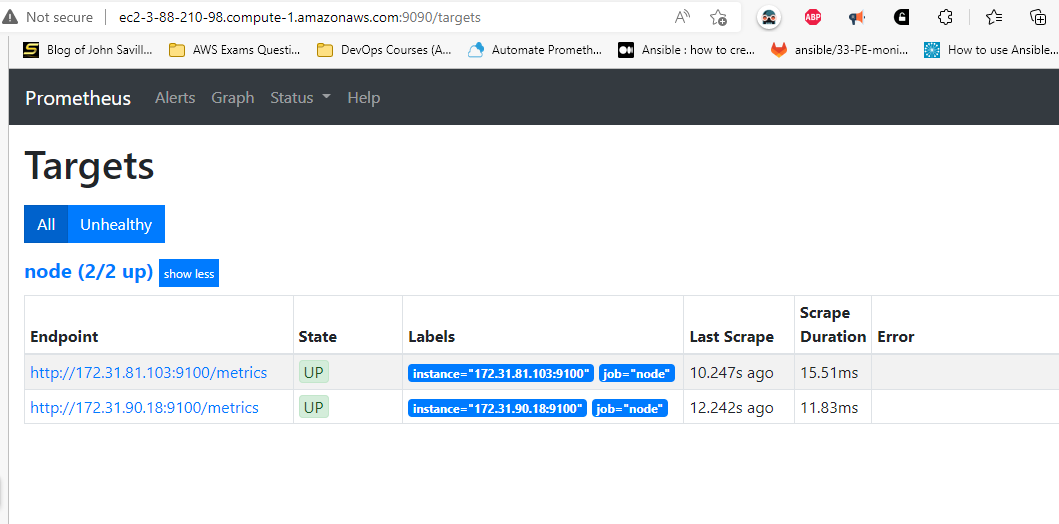 Not secure ec2-3-88-210-98.compute-1.amazonaws.com:9090/targets A ABP
S Blog of John Savill... AWS Exams Questi... DevOps Courses (A... Automate Prometh... Ansible : how to cre... ansible/33-PE-moni... How to use Ansible...
Prometheus Alerts Graph Status Help
Targets
All Unhealthy
node (2/2 up) show less
Endpoint State Labels Last Scrape Scrape Duration Error
http://172.31.81.103:9100/metrics UP instance="172.31.81.103:9100" job="node" 10.247s ago 15.51ms
http://172.31.90.18:9100/metrics UP instance="172.31.90.18:9100" job="node" 12.242s ago 11.83ms